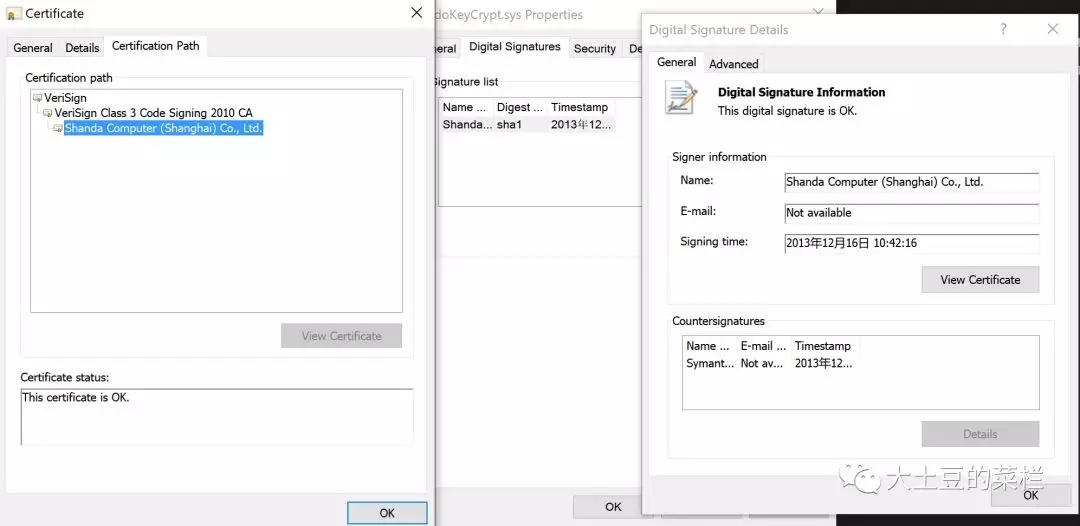 Certificate
General Details Certification Path
Certification path
VeriSign
VeriSign Class 3 Code Signing 2010 CA
Shanda Computer (Shanghai) Co., Ltd.
View Certificate
Certificate status:
This certificate is OK.
OK
doKeyCrypt.sys Properties
eral Digital Signatures Security De
Signature list
Name ... Digest ... Timestamp
Shanda... sha1 2013年12...
OK
Digital Signature Details
General Advanced
Digital Signature Information
This digital signature is OK.
Signer information
Name: Shanda Computer (Shanghai) Co., Ltd.
E-mail: Not available
Signing time: 2013年12月16日 10:42:16
View Certificate
Countersignatures
Name ... E-mail ... Timestamp
Symant... Not av... 2013年12...
Details
大土豆的菜栏
OK